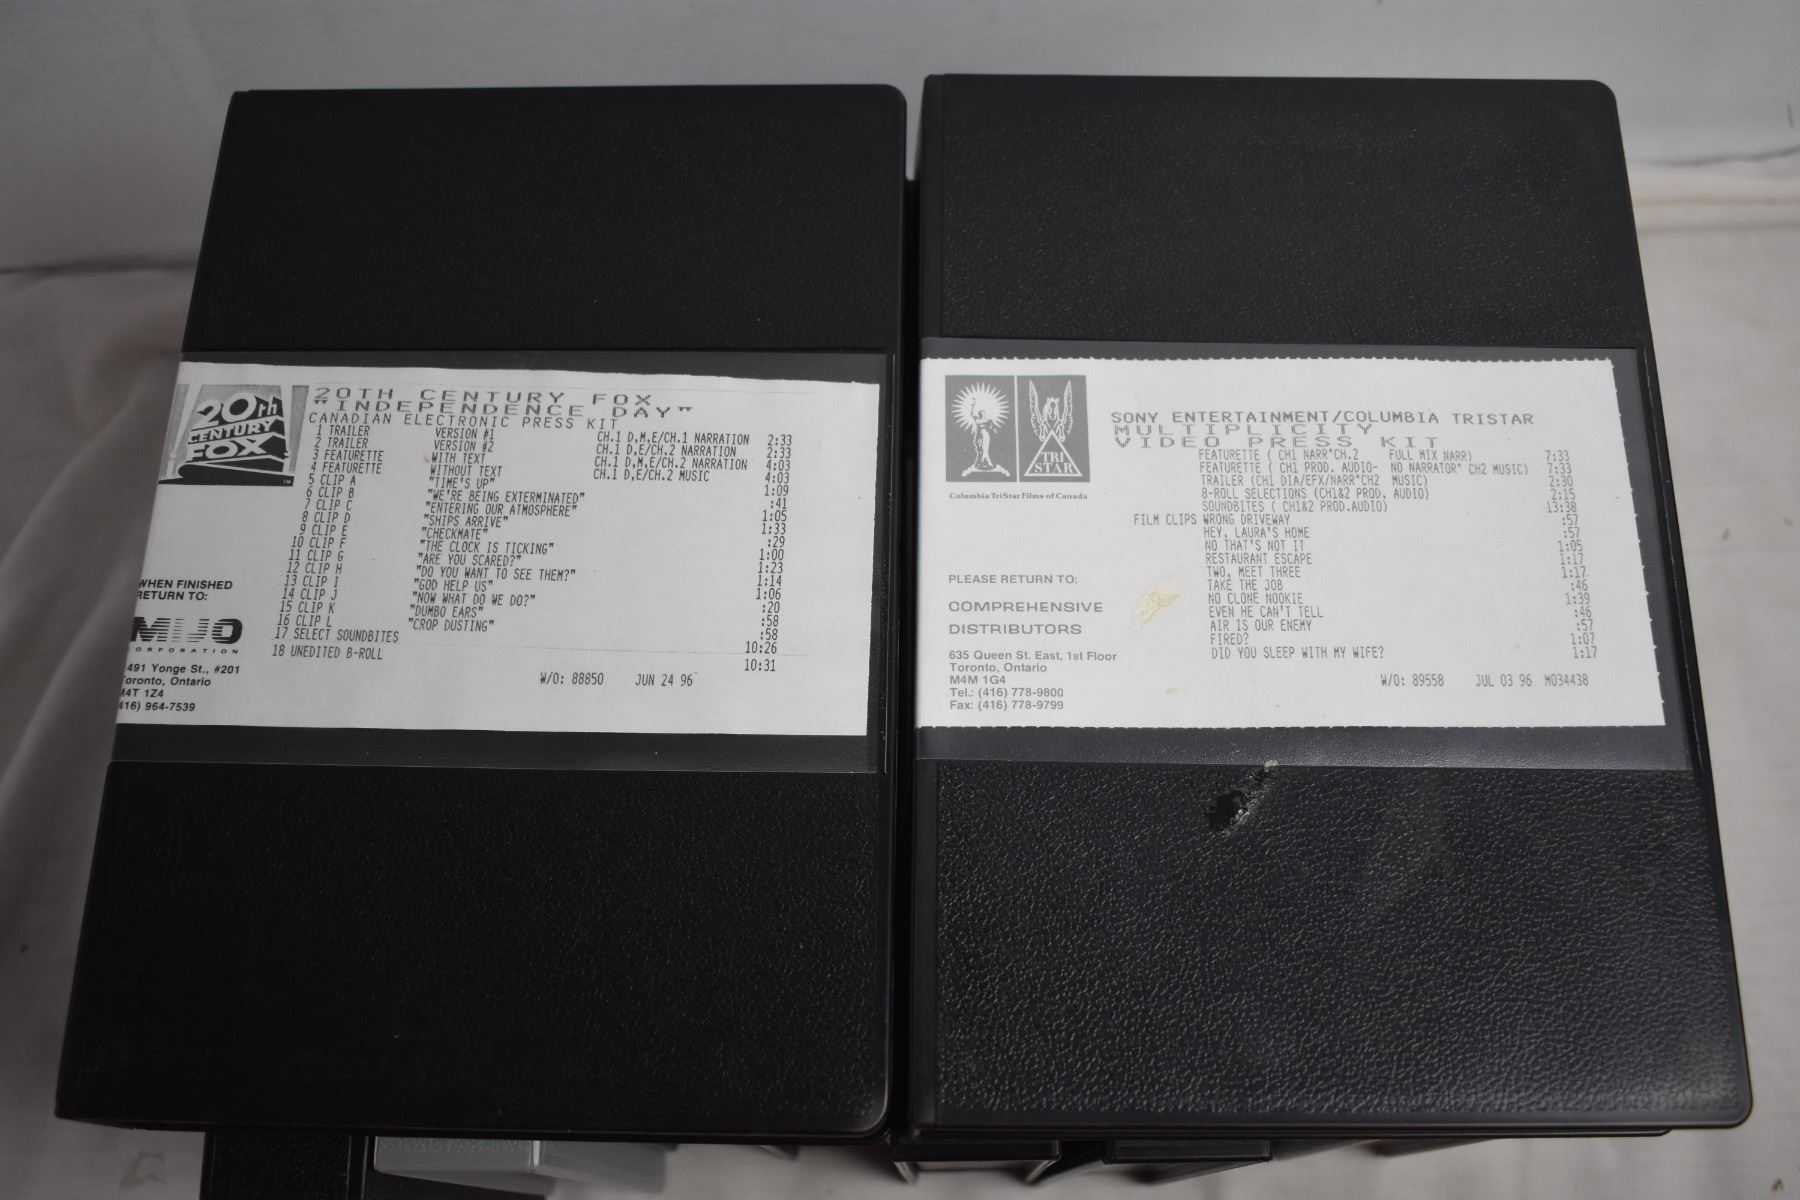 20th
CENTURY
FOX
20TH CENTURY FOX
"INDEPENDENCE DAY"
CANADIAN ELECTRONIC PRESS KIT
1 TRAILER VERSION #1 CH.1 D,M,E/CH.1 NARRATION 2:33
2 TRAILER VERSION #2 CH.1 D,E/CH.2 NARRATION 2:33
3 FEATURETTE WITH TEXT CH.1 D,M,E/CH.2 NARRATION 4:03
4 FEATURETTE WITHOUT TEXT CH.1 D,E/CH.2 MUSIC 4:03
5 CLIP A "TIME'S UP" 1:09
6 CLIP B "WE'RE BEING EXTERMINATED" :41
7 CLIP C "ENTERING OUR ATMOSPHERE" 1:05
8 CLIP D "SHIPS ARRIVE" 1:33
9 CLIP E "CHECKMATE" :29
10 CLIP F "THE CLOCK IS TICKING" 1:00
11 CLIP G "ARE YOU SCARED?" 1:23
12 CLIP H "DO YOU WANT TO SEE THEM?" 1:14
13 CLIP I "GOD HELP US" 1:06
14 CLIP J "NOW WHAT DO WE DO?" :20
15 CLIP K "DUMBO EARS" :58
16 CLIP L "CROP DUSTING" :58
17 SELECT SOUNDBITES 10:26
18 UNEDITED B-ROLL 10:31
W/O: 88850 JUN 24 96
WHEN FINISHED
RETURN TO:
MIJO
CORPORATION
491 Yonge St., #201
Toronto, Ontario
M4T 1Z4
416) 964-7539
TRI
STAR
Columbia TriStar Films of Canada
SONY ENTERTAINMENT/COLUMBIA TRISTAR
MULTIPLICITY
VIDEO PRESS KIT
FEATURETTE ( CH1 NARR*CH.2 FULL MIX NARR) 7:33
FEATURETTE ( CH1 PROD. AUDIO- NO NARRATOR* CH2 MUSIC) 7:33
TRAILER (CH1 DIA/EFX/NARR*CH2 MUSIC) 2:30
B-ROLL SELECTIONS (CH1&2 PROD. AUDIO) 2:15
SOUNDBITES ( CH1&2 PROD.AUDIO) 13:38
FILM CLIPS WRONG DRIVEWAY :57
HEY, LAURA'S HOME :57
NO THAT'S NOT IT 1:05
RESTAURANT ESCAPE 1:17
TWO, MEET THREE 1:17
TAKE THE JOB :46
NO CLONE NOOKIE 1:39
EVEN HE CAN'T TELL :46
AIR IS OUR ENEMY :57
FIRED? 1:07
DID YOU SLEEP WITH MY WIFE? 1:17
W/O: 89558 JUL 03 96 M034438
PLEASE RETURN TO:
COMPREHENSIVE
DISTRIBUTORS
635 Queen St. East, 1st Floor
Toronto, Ontario
M4M 1G4
Tel.: (416) 778-9800
Fax: (416) 778-9799